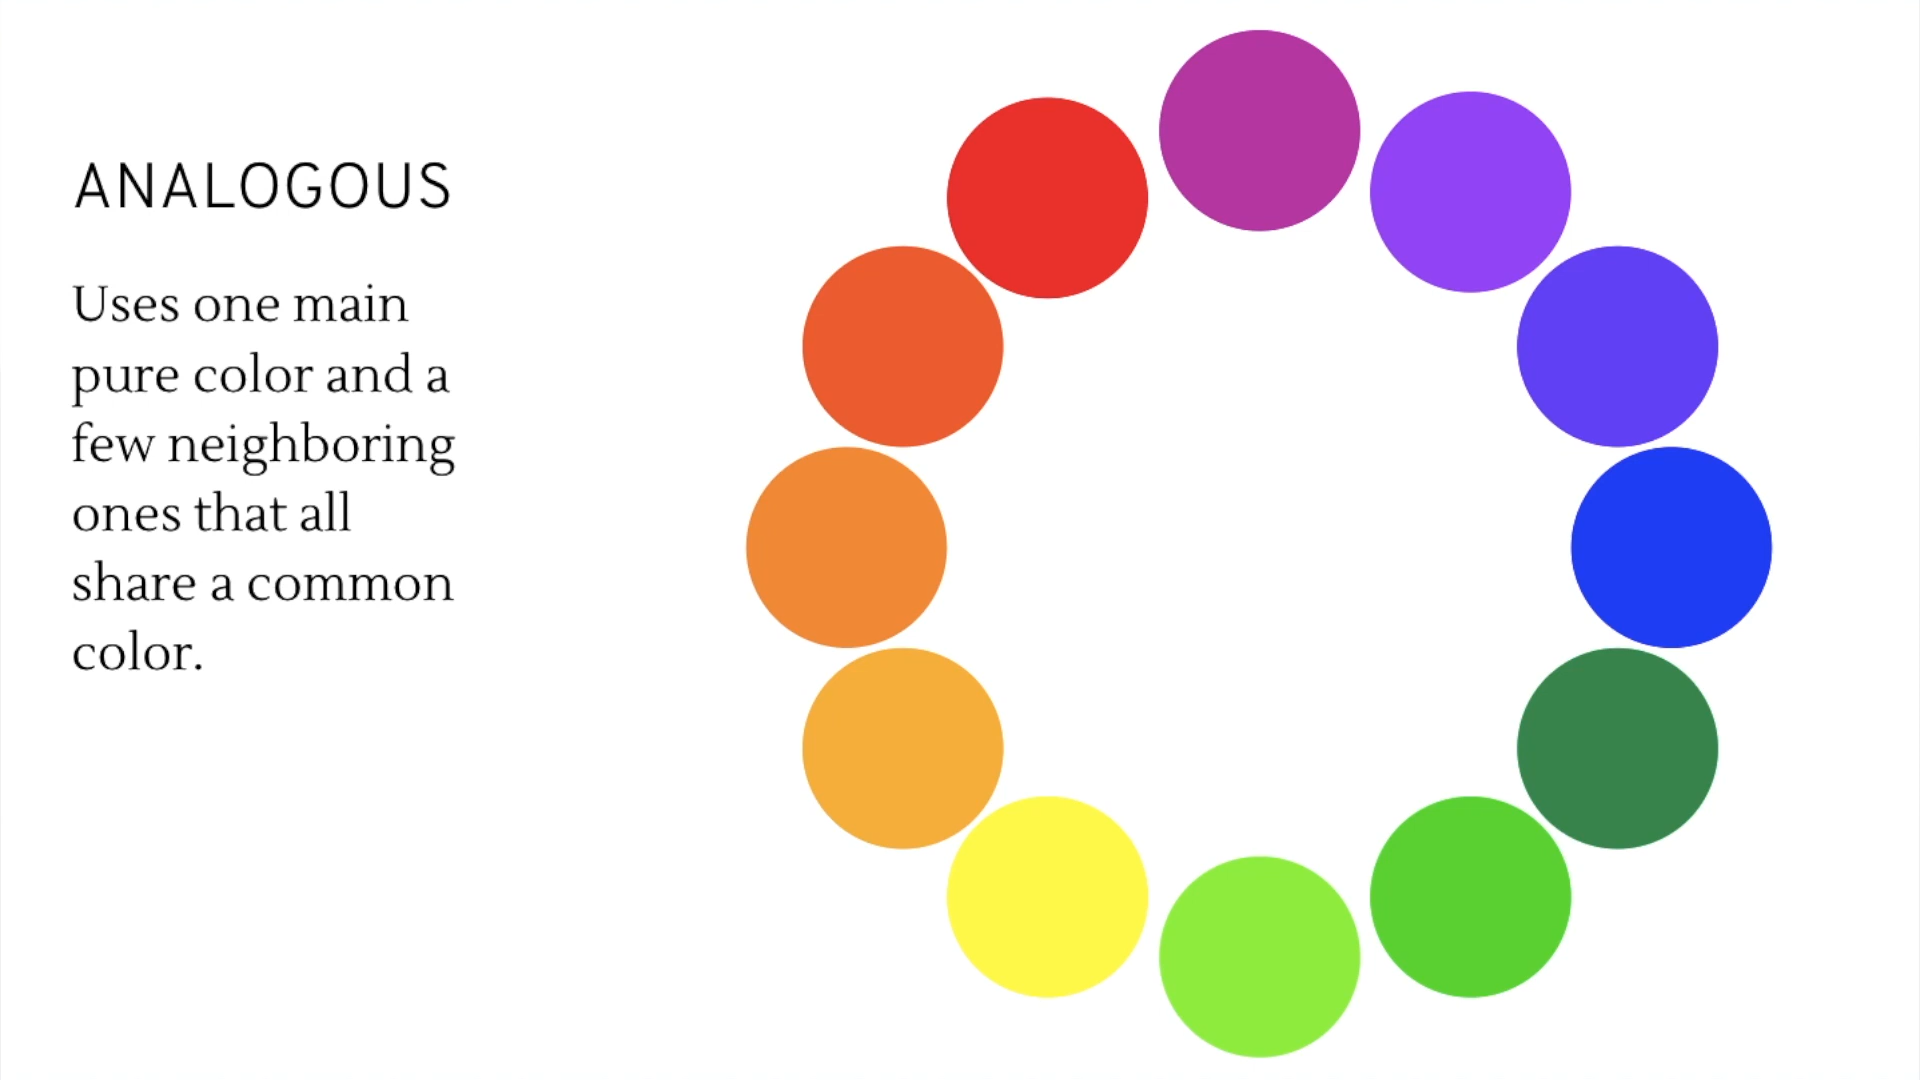 ANALOGOUS
Uses one main
pure color and a
few neighboring
ones that all
share a common
color.